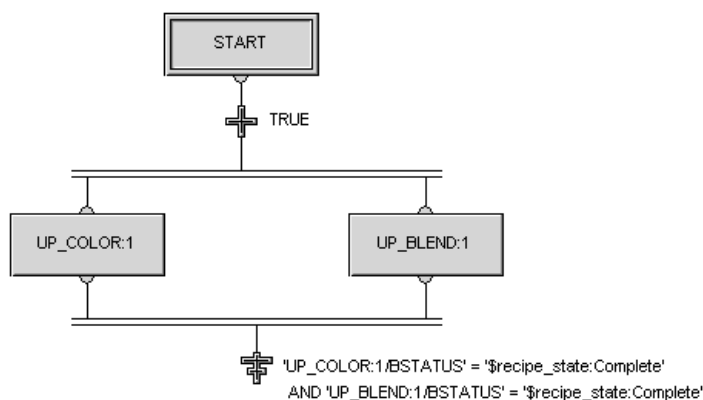 START
TRUE
UP_COLOR:1
UP_BLEND:1
'UP_COLOR:1/BSTATUS' = '$recipe_state:Complete'
AND 'UP_BLEND:1/BSTATUS' = '$recipe_state:Complete'